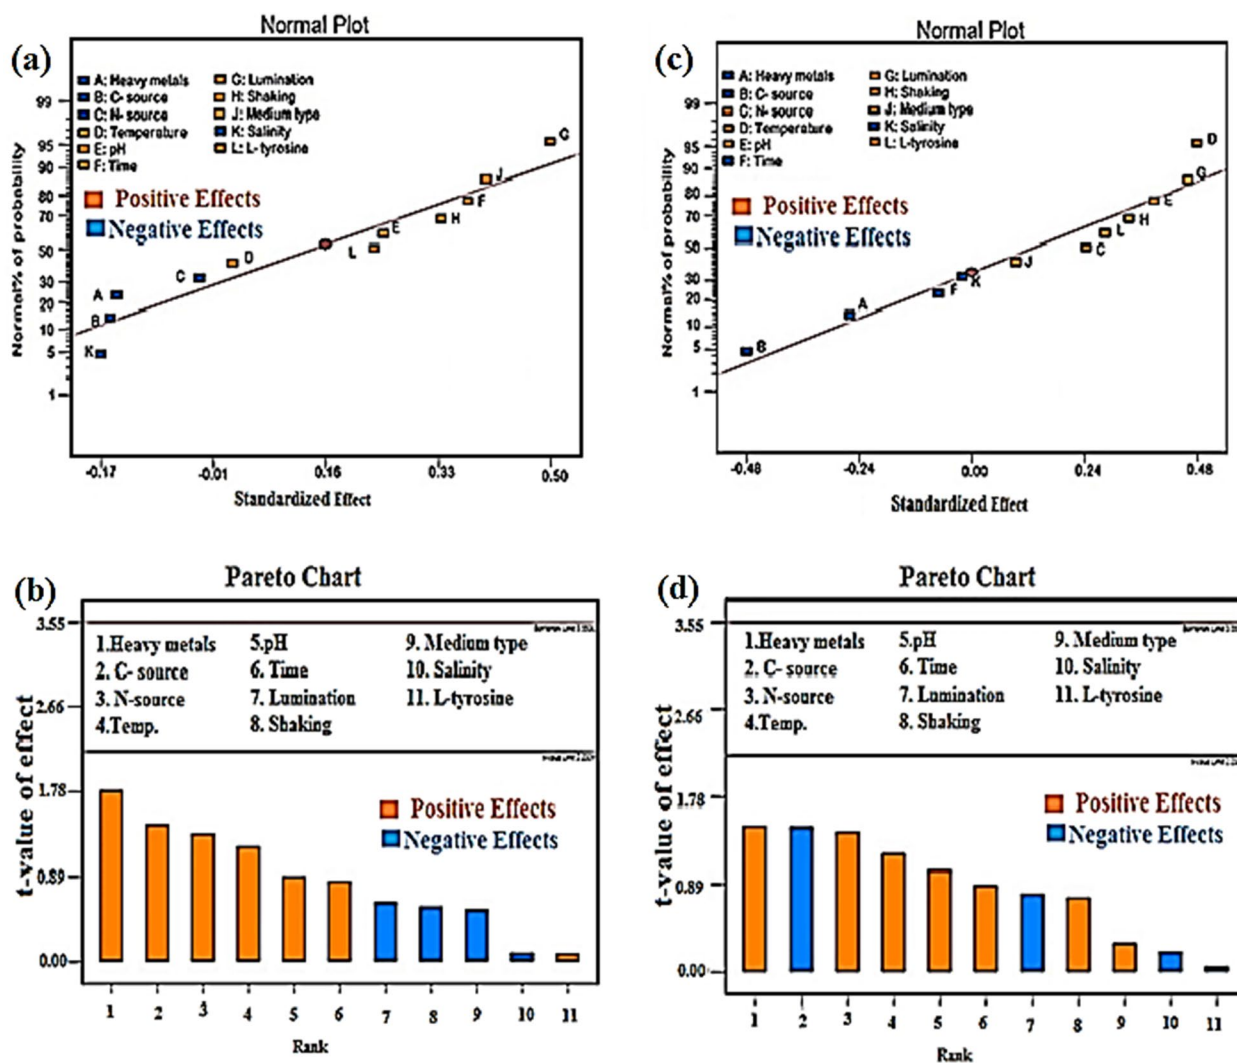 (a)
Normal Plot
A: Heavy metals
B: C- source
C: N- source
D: Temperature
E: pH
F: Time
G: Lumination
H: Shaking
J: Medium type
K: Salinity
L: L- tyrosine
Positive Effects
Negative Effects
Normal% of probability
99
95
90
80
70
50
30
20
10
5
1
G
J
F
H
E
L
D
C
A
B
K
-0.17
-0.01
0.16
0.33
0.50
Standardized Effect
(c)
Normal Plot
A: Heavy metals
B: C- source
C: N- source
D: Temperature
E: pH
F: Time
G: Lumination
H: Shaking
J: Medium type
K: Salinity
L: L-tyrosine
Positive Effects
Negative Effects
Normal% of probability
99
95
90
80
70
50
30
20
10
5
1
D
G
E
H
L
C
J
K
F
A
B
-0.48
-0.24
0.00
0.24
0.48
Standardized Effect
(b)
Pareto Chart
1.Heavy metals
2. C- source
3. N-source
4.Temp.
5.pH
6. Time
7. Lumination
8. Shaking
9. Medium type
10. Salinity
11. L-tyrosine
Positive Effects
Negative Effects
t-value of effect
3.55
2.66
1.78
0.89
0.00
1 2 3 4 5 6 7 8 9 10 11
Rank
(d)
Pareto Chart
1.Heavy metals
2. C- source
3. N-source
4.Temp.
5.pH
6. Time
7. Lumination
8. Shaking
9. Medium type
10. Salinity
11. L-tyrosine
Positive Effects
Negative Effects
t-value of effect
3.55
2.66
1.78
0.89
0.00
1 2 3 4 5 6 7 8 9 10 11
Rank